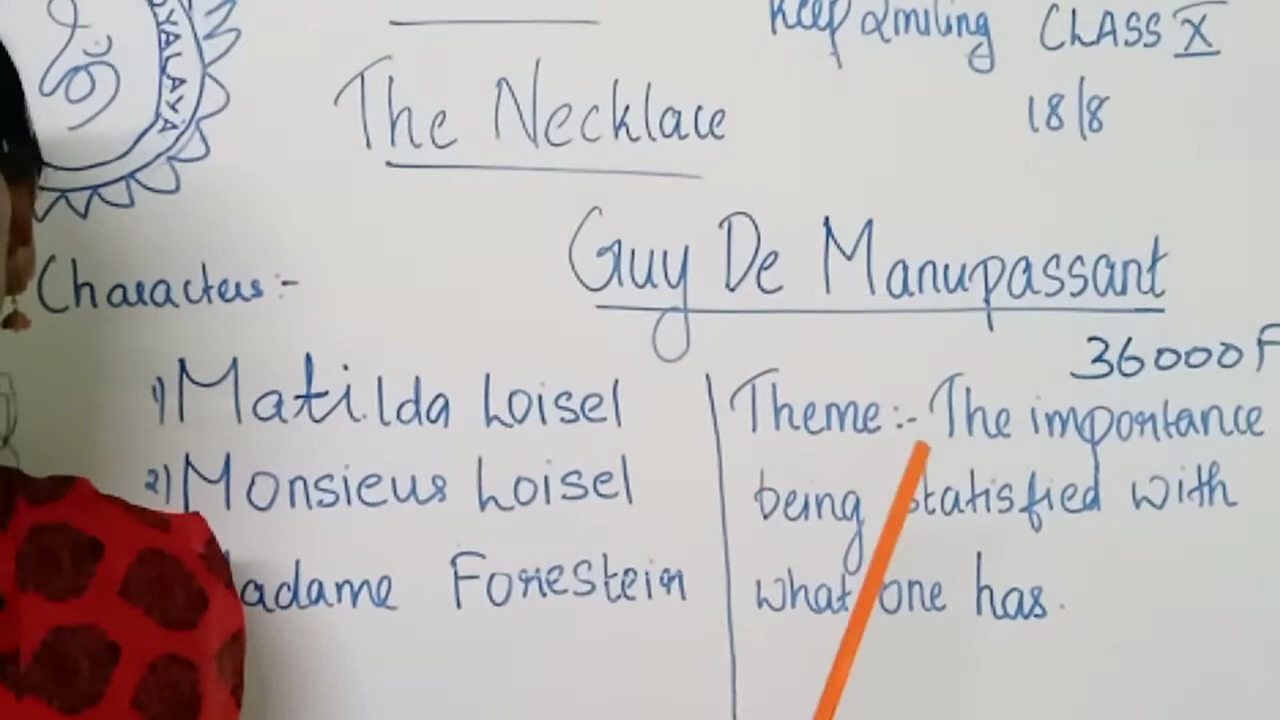 YALAYA
Keep smiling CLASS X
18/8
The Necklace
Guy De Manupassant
Characters :-
36000F
1) Matilda Loisel
2) Monsieur Loisel
adame Forestein
Theme :- The importance
being statisfied with
what one has.